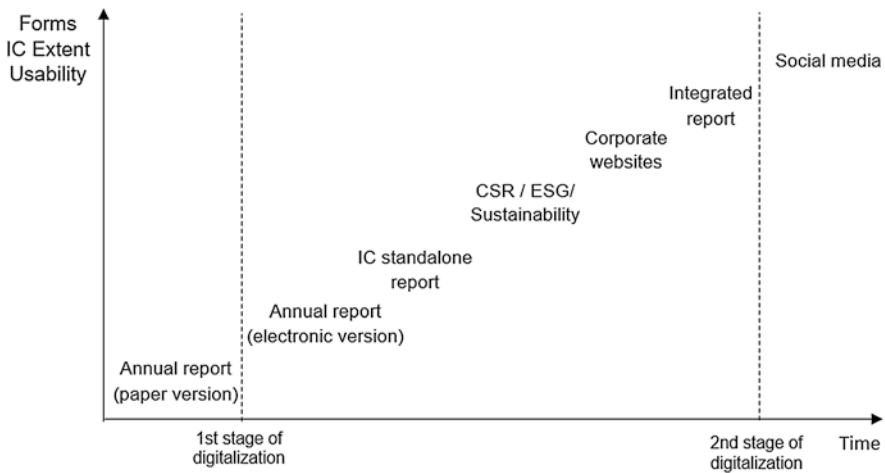 Forms
IC Extent
Usability
Social media
Integrated
report
Corporate
websites
CSR / ESG/
Sustainability
IC standalone
report
Annual report
(electronic version)
Annual report
(paper version)
1st stage of
digitalization
2nd stage of
digitalization
Time